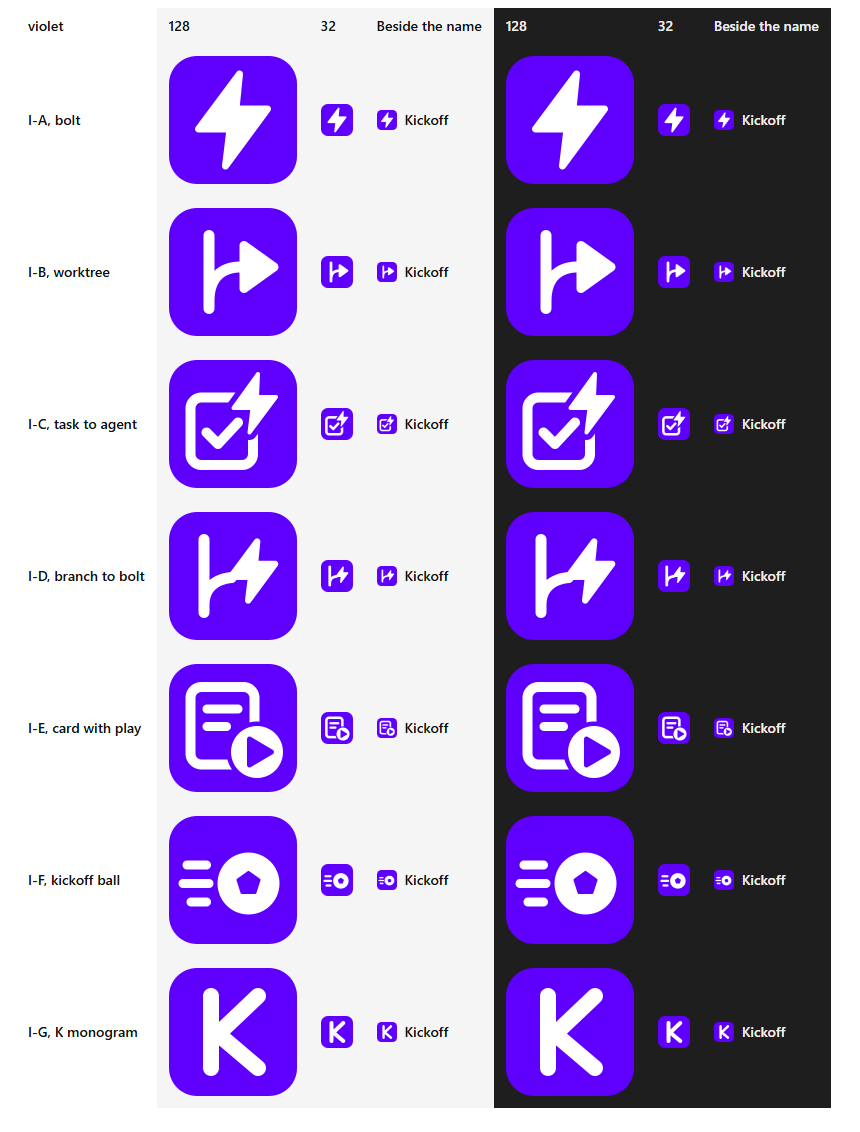 violet 128 32 Beside the name 128 32 Beside the name
I-A, bolt Kickoff Kickoff
I-B, worktree Kickoff Kickoff
I-C, task to agent Kickoff Kickoff
I-D, branch to bolt Kickoff Kickoff
I-E, card with play Kickoff Kickoff
I-F, kickoff ball Kickoff Kickoff
I-G, K monogram Kickoff Kickoff